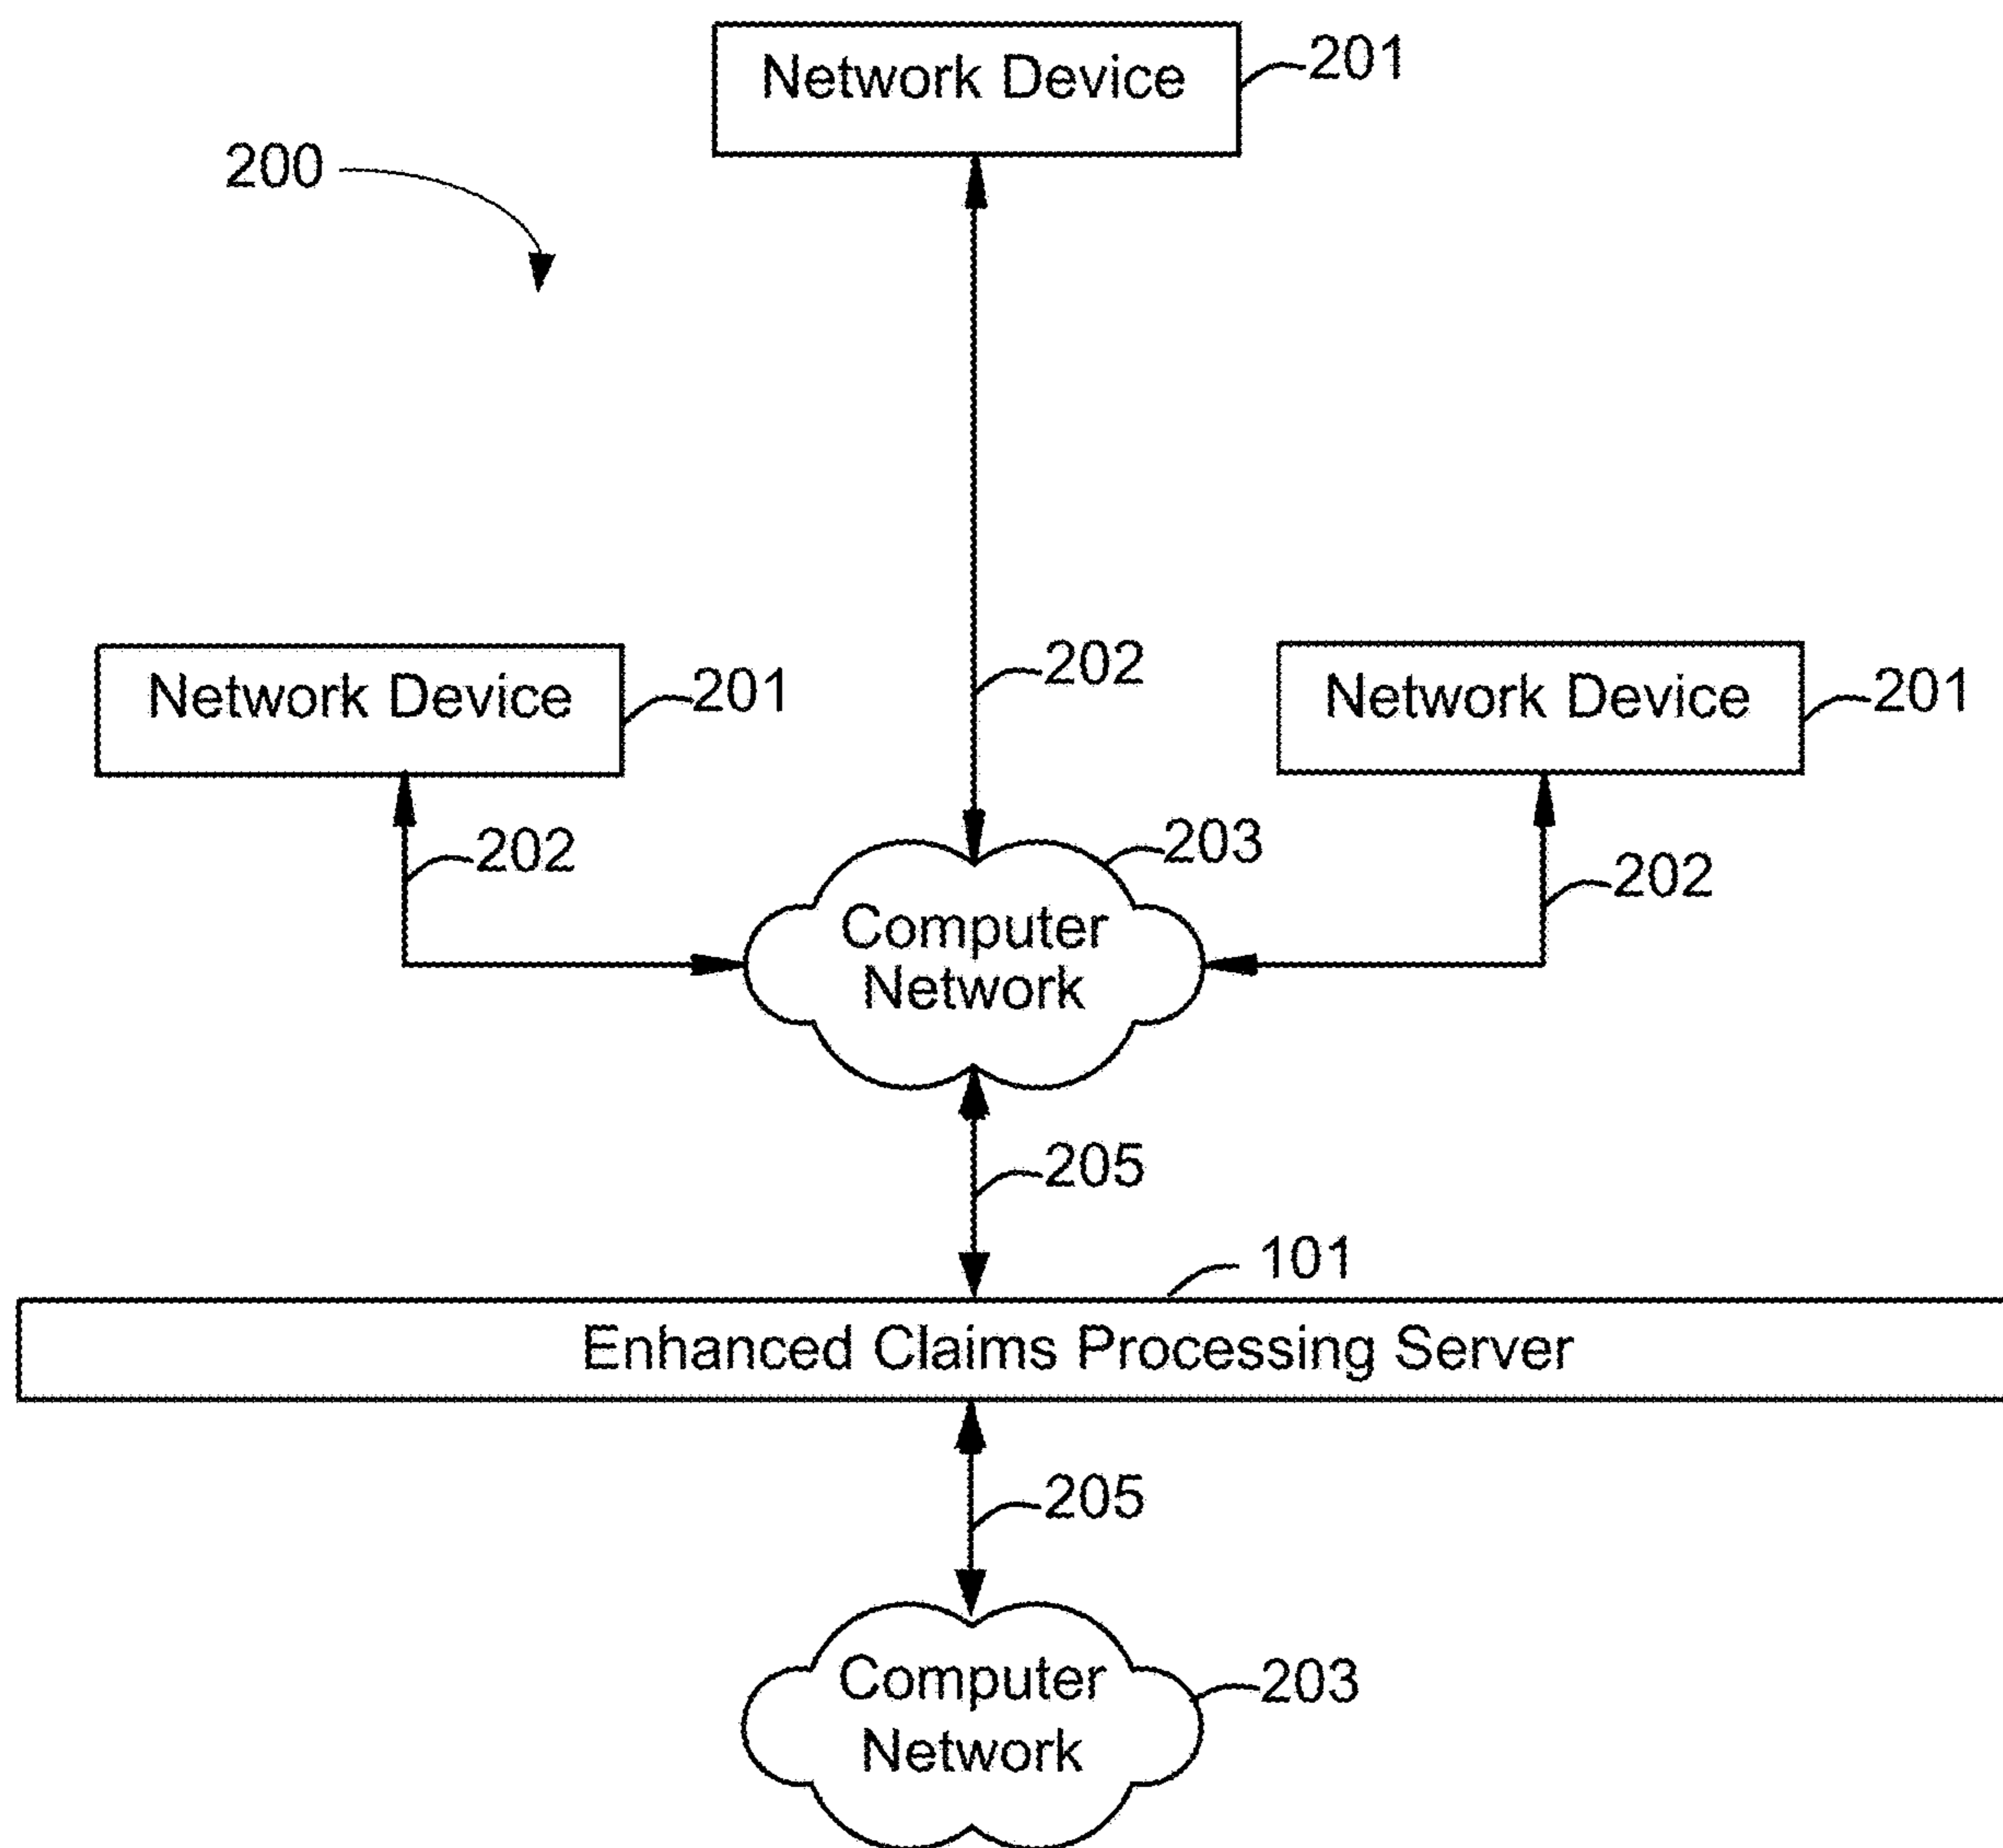 Network Device
201
200
202
Network Device
201
Network Device
201
202
203
202
Computer
Network
205
101
Enhanced Claims Processing Server
205
Computer
Network
203